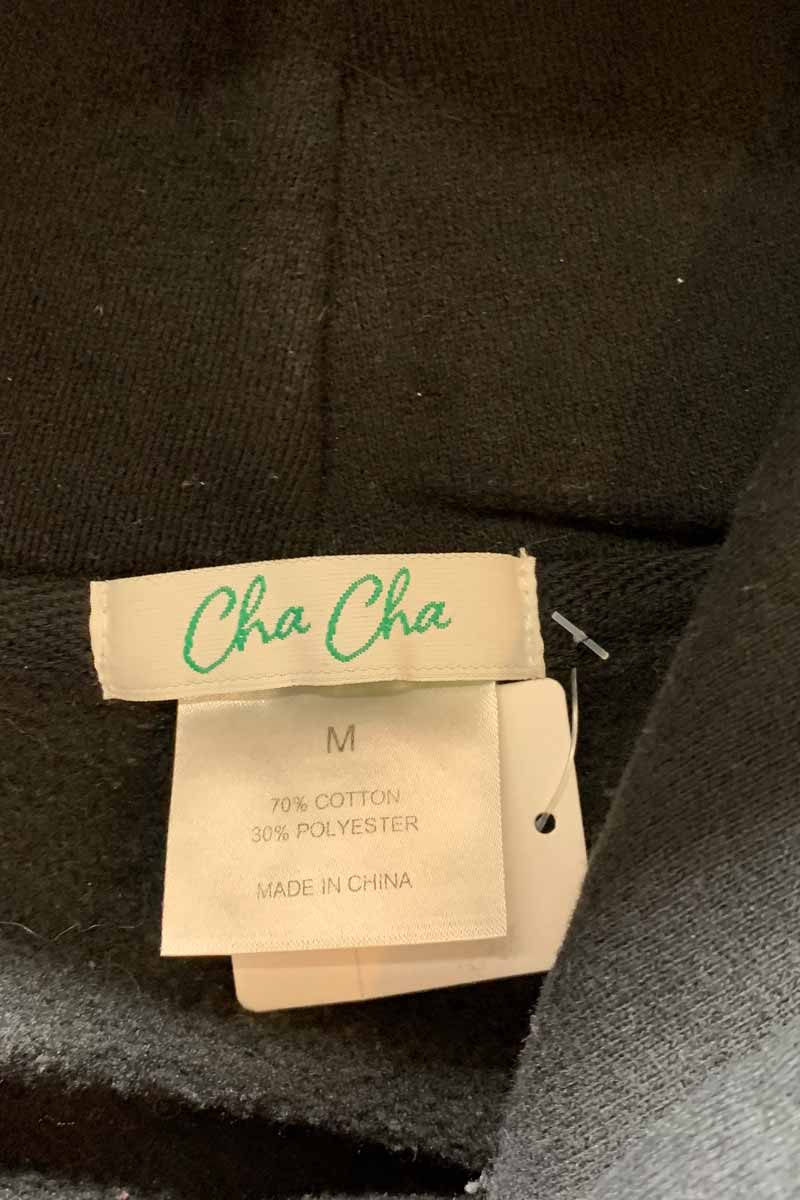 Cha Cha
M
70% COTTON
30% POLYESTER
MADE IN CHINA